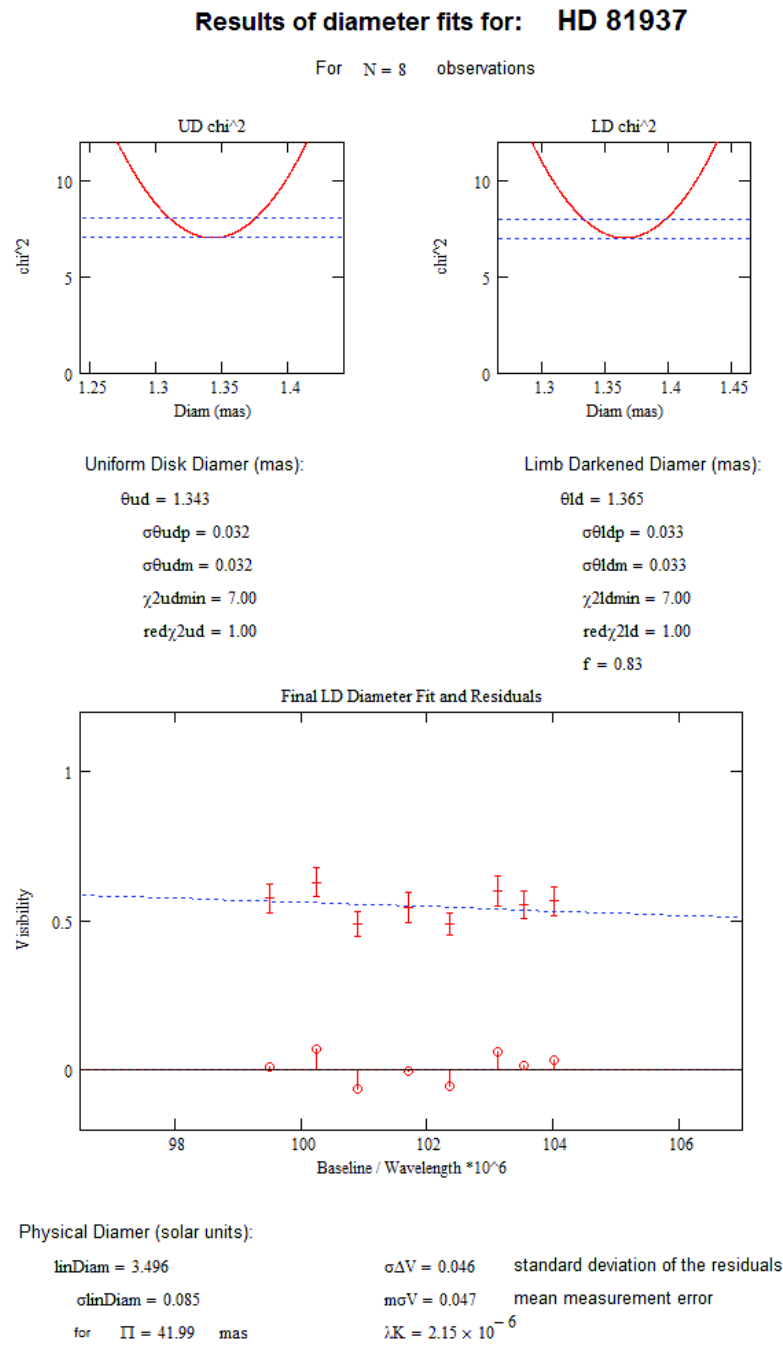 Results of diameter fits for: HD 81937
For N = 8 observations
UD chi^2
chi^2
10
5
0
1.25 1.3 1.35 1.4
Diam (mas)
LD chi^2
chi^2
10
5
0
1.3 1.35 1.4 1.45
Diam (mas)
Uniform Disk Diamer (mas):
θud = 1.343
σθudp = 0.032
σθudm = 0.032
χ2udmin = 7.00
redχ2ud = 1.00
Limb Darkened Diamer (mas):
θld = 1.365
σθldp = 0.033
σθldm = 0.033
χ2ldmin = 7.00
redχ2ld = 1.00
f = 0.83
Final LD Diameter Fit and Residuals
Visibility
1
0.5
0
98 100 102 104 106
Baseline / Wavelength *10^6
Physical Diamer (solar units):
linDiam = 3.496
σlinDiam = 0.085
for Π = 41.99 mas
σΔV = 0.046 standard deviation of the residuals
mσV = 0.047 mean measurement error
λK = 2.15 × 10^-6